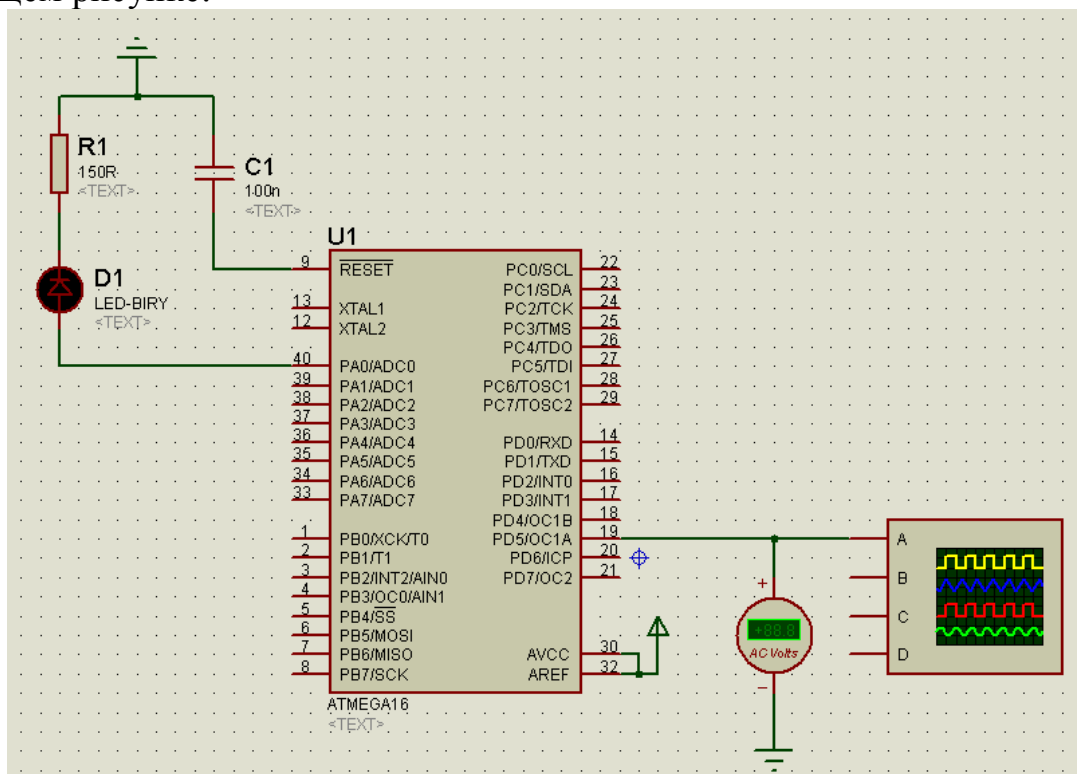 щем рисунке.
R1
150R
<TEXT>
C1
100n
<TEXT>
D1
LED-BIRY
<TEXT>
U1
9 RESET
13 XTAL1
12 XTAL2
40 PA0/ADC0
39 PA1/ADC1
38 PA2/ADC2
37 PA3/ADC3
36 PA4/ADC4
35 PA5/ADC5
34 PA6/ADC6
33 PA7/ADC7
1 PB0/XCK/T0
2 PB1/T1
3 PB2/INT2/AIN0
4 PB3/OC0/AIN1
5 PB4/SS
6 PB5/MOSI
7 PB6/MISO
8 PB7/SCK
PC0/SCL 22
PC1/SDA 23
PC2/TCK 24
PC3/TMS 25
PC4/TDO 26
PC5/TDI 27
PC6/TOSC1 28
PC7/TOSC2 29
PD0/RXD 14
PD1/TXD 15
PD2/INT0 16
PD3/INT1 17
PD4/OC1B 18
PD5/OC1A 19
PD6/ICP 20
PD7/OC2 21
AVCC 30
AREF 32
ATMEGA16
<TEXT>
+
+88.8
AC Volts
−
A
B
C
D